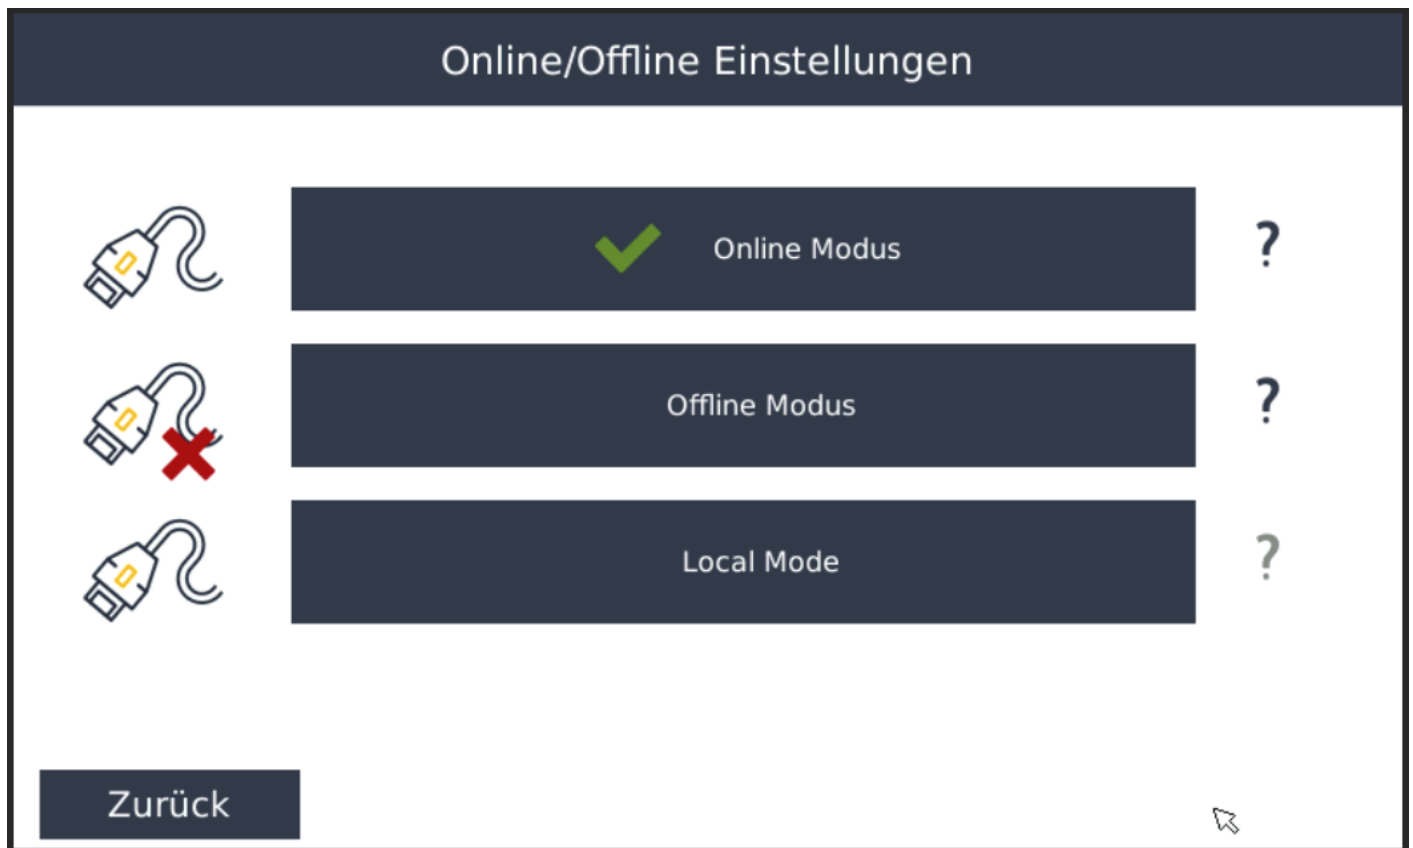 Online/Offline Einstellungen
Online Modus
?
Offline Modus
?
Local Mode
?
Zurück